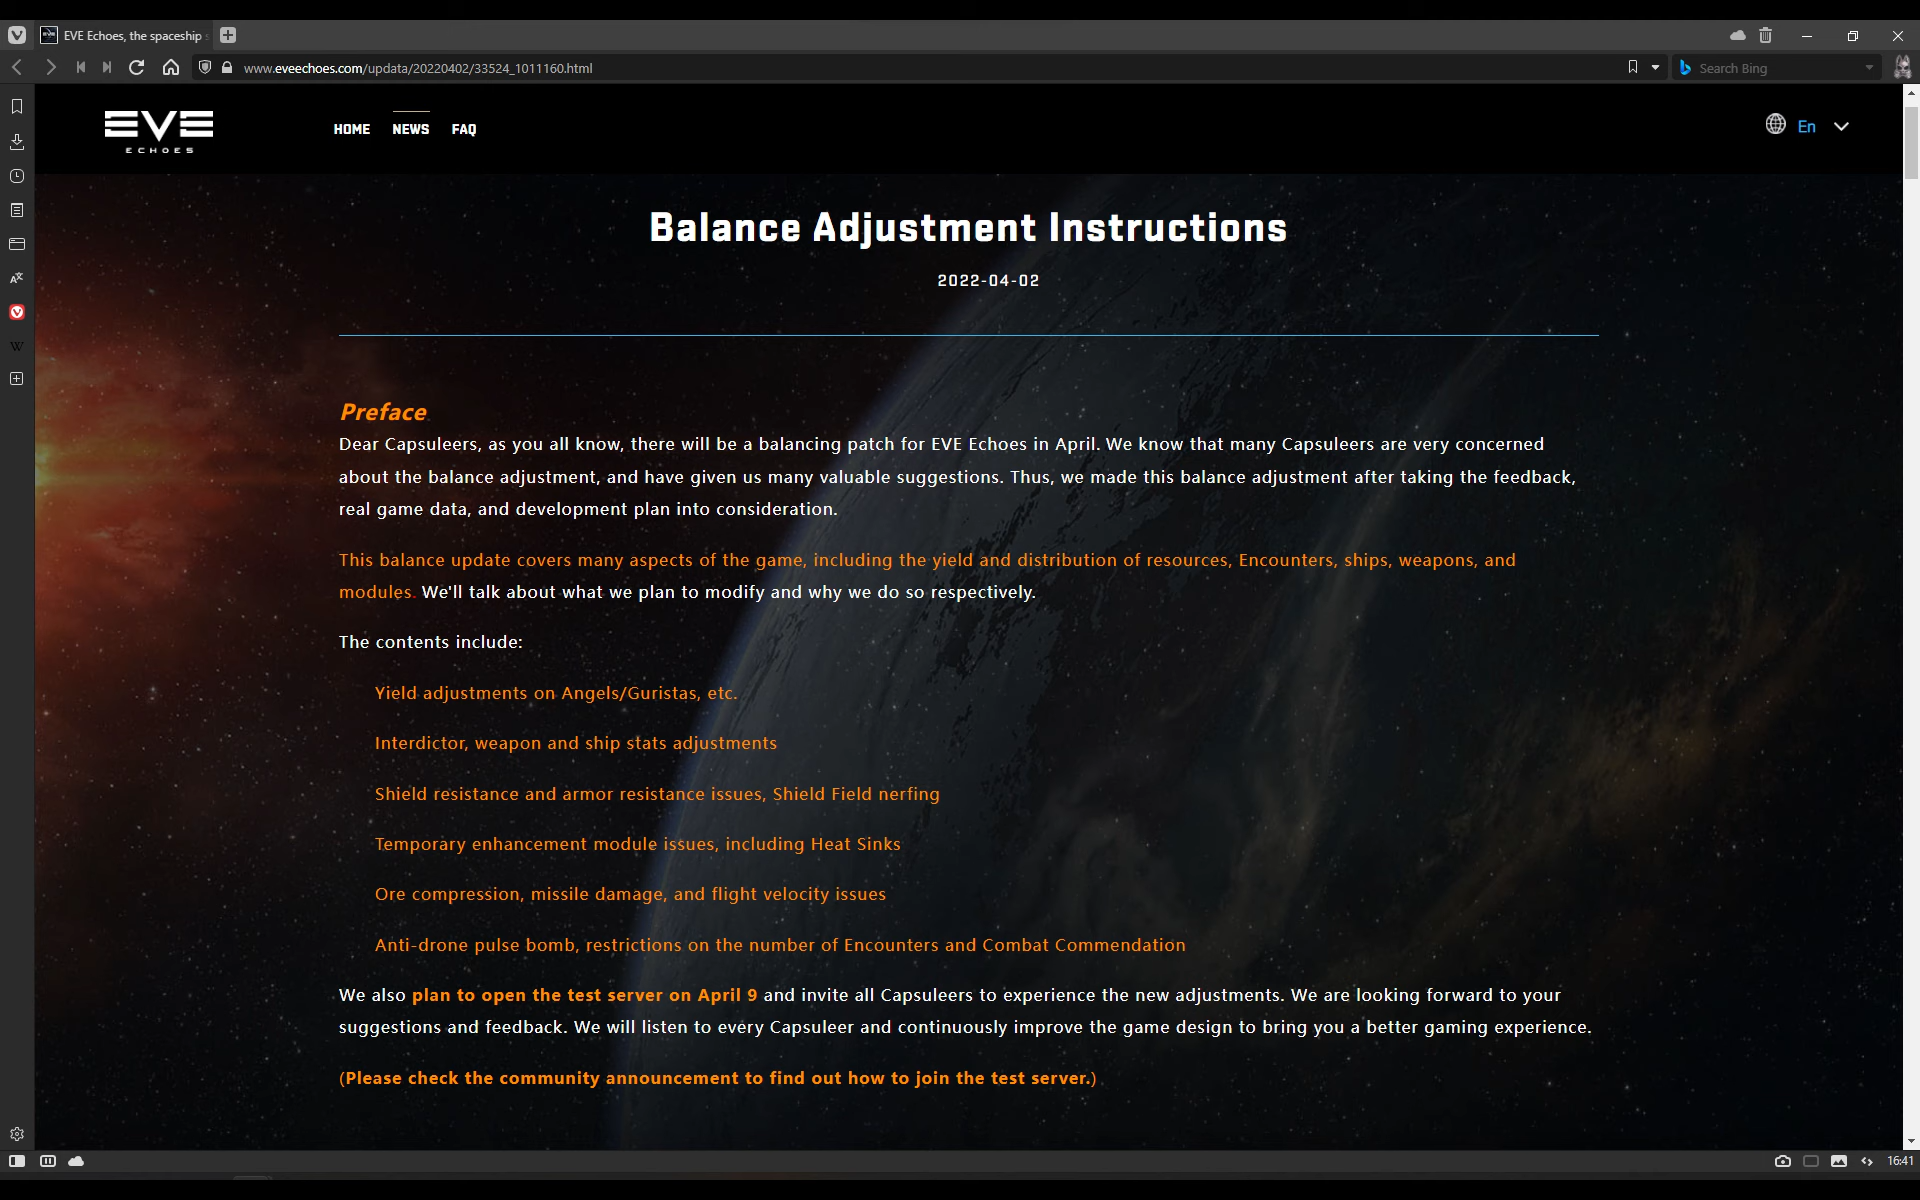 EVE Echoes, the spaceship
www.eveechoes.com/updata/20220402/33524_1011160.html
Search Bing
EVE
ECHOES
HOME NEWS FAQ
En
Balance Adjustment Instructions
2022-04-02
Preface
Dear Capsuleers, as you all know, there will be a balancing patch for EVE Echoes in April. We know that many Capsuleers are very concerned
about the balance adjustment, and have given us many valuable suggestions. Thus, we made this balance adjustment after taking the feedback,
real game data, and development plan into consideration.
This balance update covers many aspects of the game, including the yield and distribution of resources, Encounters, ships, weapons, and
modules. We'll talk about what we plan to modify and why we do so respectively.
The contents include:
Yield adjustments on Angels/Guristas, etc.
Interdictor, weapon and ship stats adjustments
Shield resistance and armor resistance issues, Shield Field nerfing
Temporary enhancement module issues, including Heat Sinks
Ore compression, missile damage, and flight velocity issues
Anti-drone pulse bomb, restrictions on the number of Encounters and Combat Commendation
We also plan to open the test server on April 9 and invite all Capsuleers to experience the new adjustments. We are looking forward to your
suggestions and feedback. We will listen to every Capsuleer and continuously improve the game design to bring you a better gaming experience.
(Please check the community announcement to find out how to join the test server.)
16:41